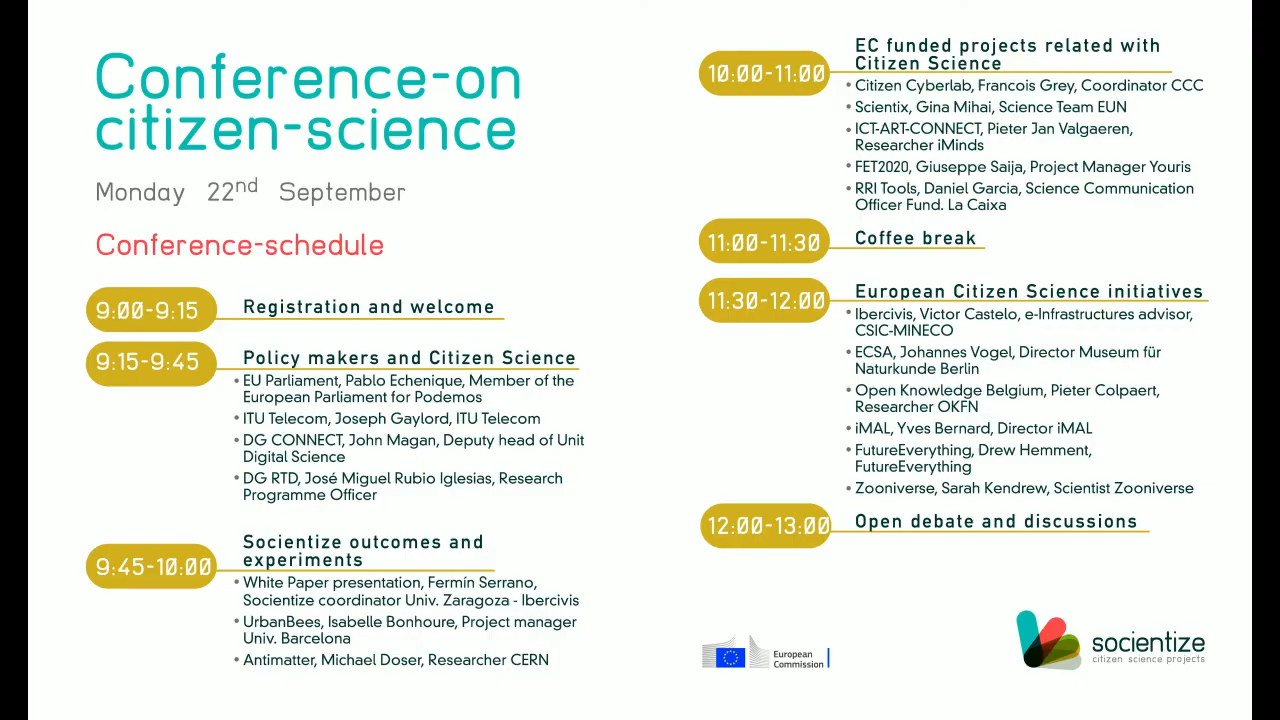 Conference-on
citizen-science
Monday 22nd September
Conference-schedule
9:00-9:15
Registration and welcome
9:15-9:45
Policy makers and Citizen Science
• EU Parliament, Pablo Echenique, Member of the
European Parliament for Podemos
• ITU Telecom, Joseph Gaylord, ITU Telecom
• DG CONNECT, John Magan, Deputy head of Unit
Digital Science
• DG RTD, José Miguel Rubio Iglesias, Research
Programme Officer
9:45-10:00
Socientize outcomes and
experiments
• White Paper presentation, Fermín Serrano,
Socientize coordinator Univ. Zaragoza - Ibercivis
• UrbanBees, Isabelle Bonhoure, Project manager
Univ. Barcelona
• Antimatter, Michael Doser, Researcher CERN
10:00-11:00
EC funded projects related with
Citizen Science
• Citizen Cyberlab, Francois Grey, Coordinator CCC
• Scientix, Gina Mihai, Science Team EUN
• ICT-ART-CONNECT, Pieter Jan Valgaeren,
Researcher iMinds
• FET2020, Giuseppe Saija, Project Manager Youris
• RRI Tools, Daniel Garcia, Science Communication
Officer Fund. La Caixa
11:00-11:30
Coffee break
11:30-12:00
European Citizen Science initiatives
• Ibercivis, Victor Castelo, e-Infrastructures advisor,
CSIC-MINECO
• ECSA, Johannes Vogel, Director Museum für
Naturkunde Berlin
• Open Knowledge Belgium, Pieter Colpaert,
Researcher OKFN
• iMAL, Yves Bernard, Director iMAL
• FutureEverything, Drew Hemment,
FutureEverything
• Zooniverse, Sarah Kendrew, Scientist Zooniverse
12:00-13:00
Open debate and discussions
European
Commission
socientize
citizen science projects